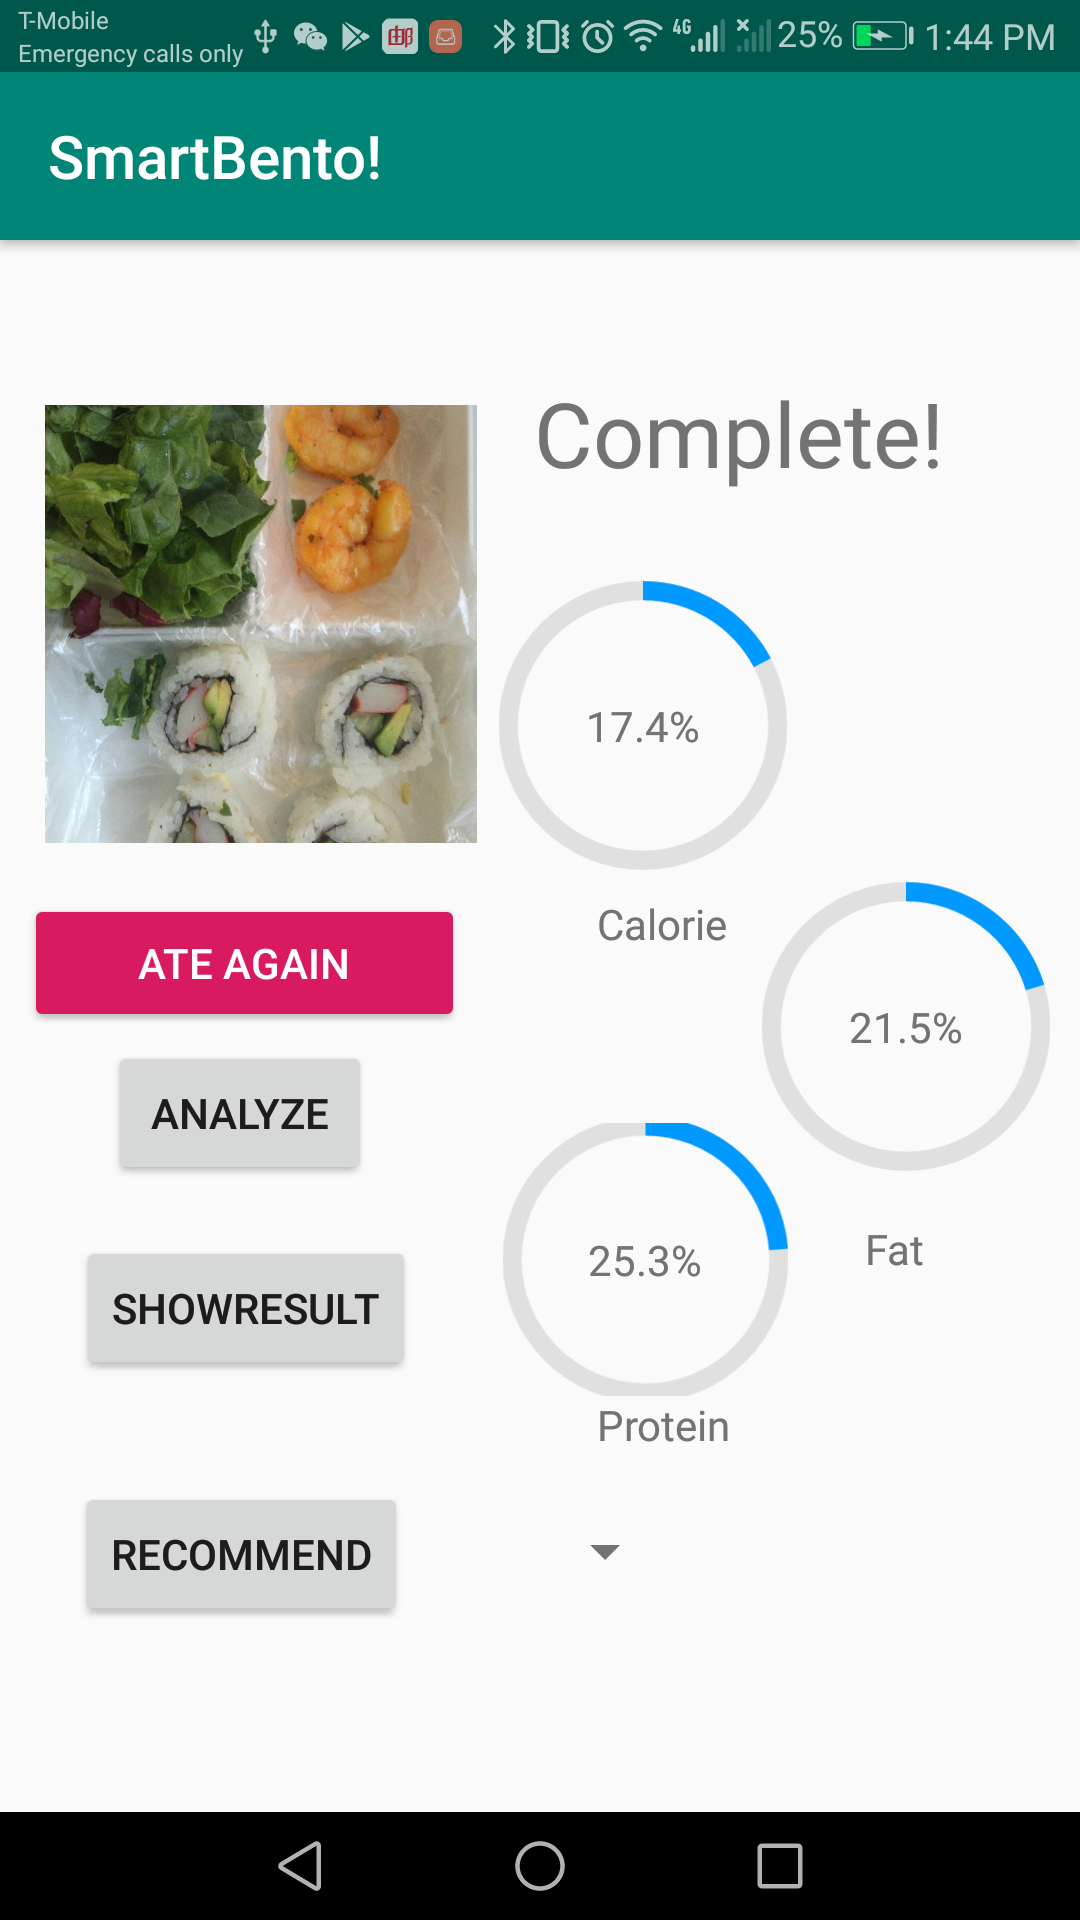 T-Mobile
Emergency calls only
4G
25%
1:44 PM
SmartBento!
Complete!
17.4%
Calorie
ATE AGAIN
21.5%
ANALYZE
25.3%
Fat
SHOWRESULT
Protein
RECOMMEND